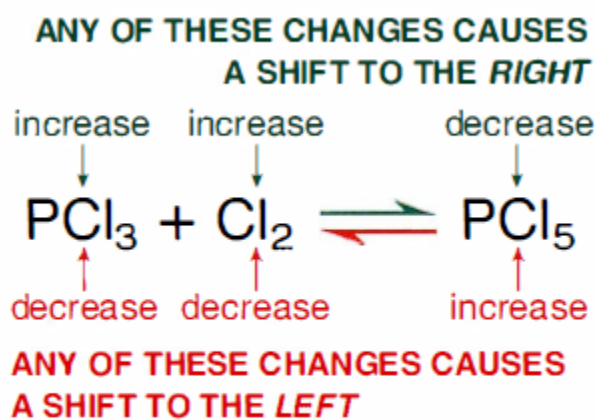 ANY OF THESE CHANGES CAUSES
A SHIFT TO THE RIGHT
increase increase decrease
PCl₃ + Cl₂ ⇌ PCl₅
decrease decrease increase
ANY OF THESE CHANGES CAUSES
A SHIFT TO THE LEFT